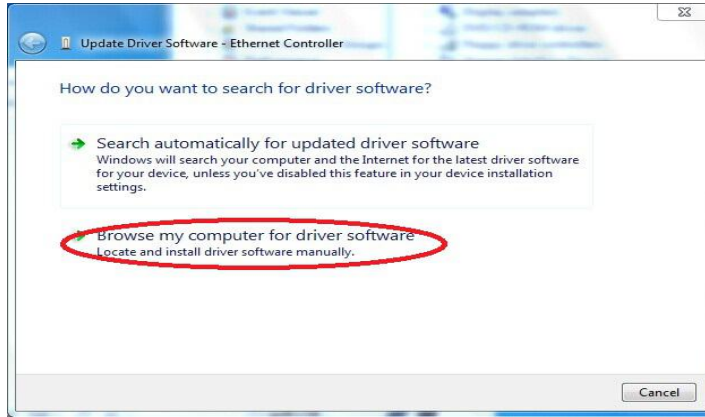 Update Driver Software - Ethernet Controller
How do you want to search for driver software?
Search automatically for updated driver software
Windows will search your computer and the Internet for the latest driver software
for your device, unless you've disabled this feature in your device installation
settings.
Browse my computer for driver software
Locate and install driver software manually.
Cancel